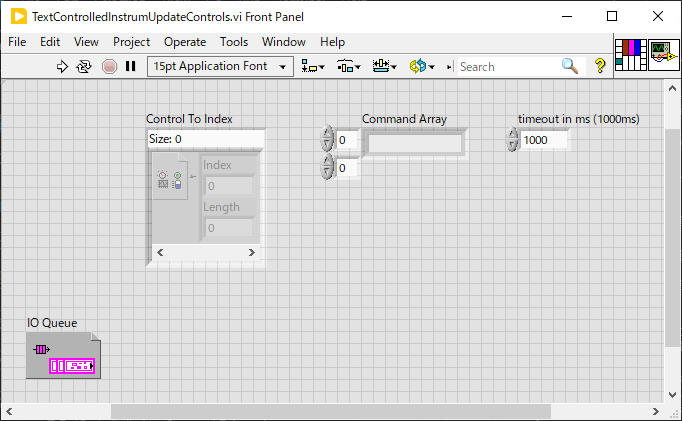 TextControlledInstrumUpdateControls.vi Front Panel
File Edit View Project Operate Tools Window Help
15pt Application Font Search ?
Control To Index Command Array timeout in ms (1000ms)
Size: 0 0 1000
0
Index
0
Length
0
IO Queue